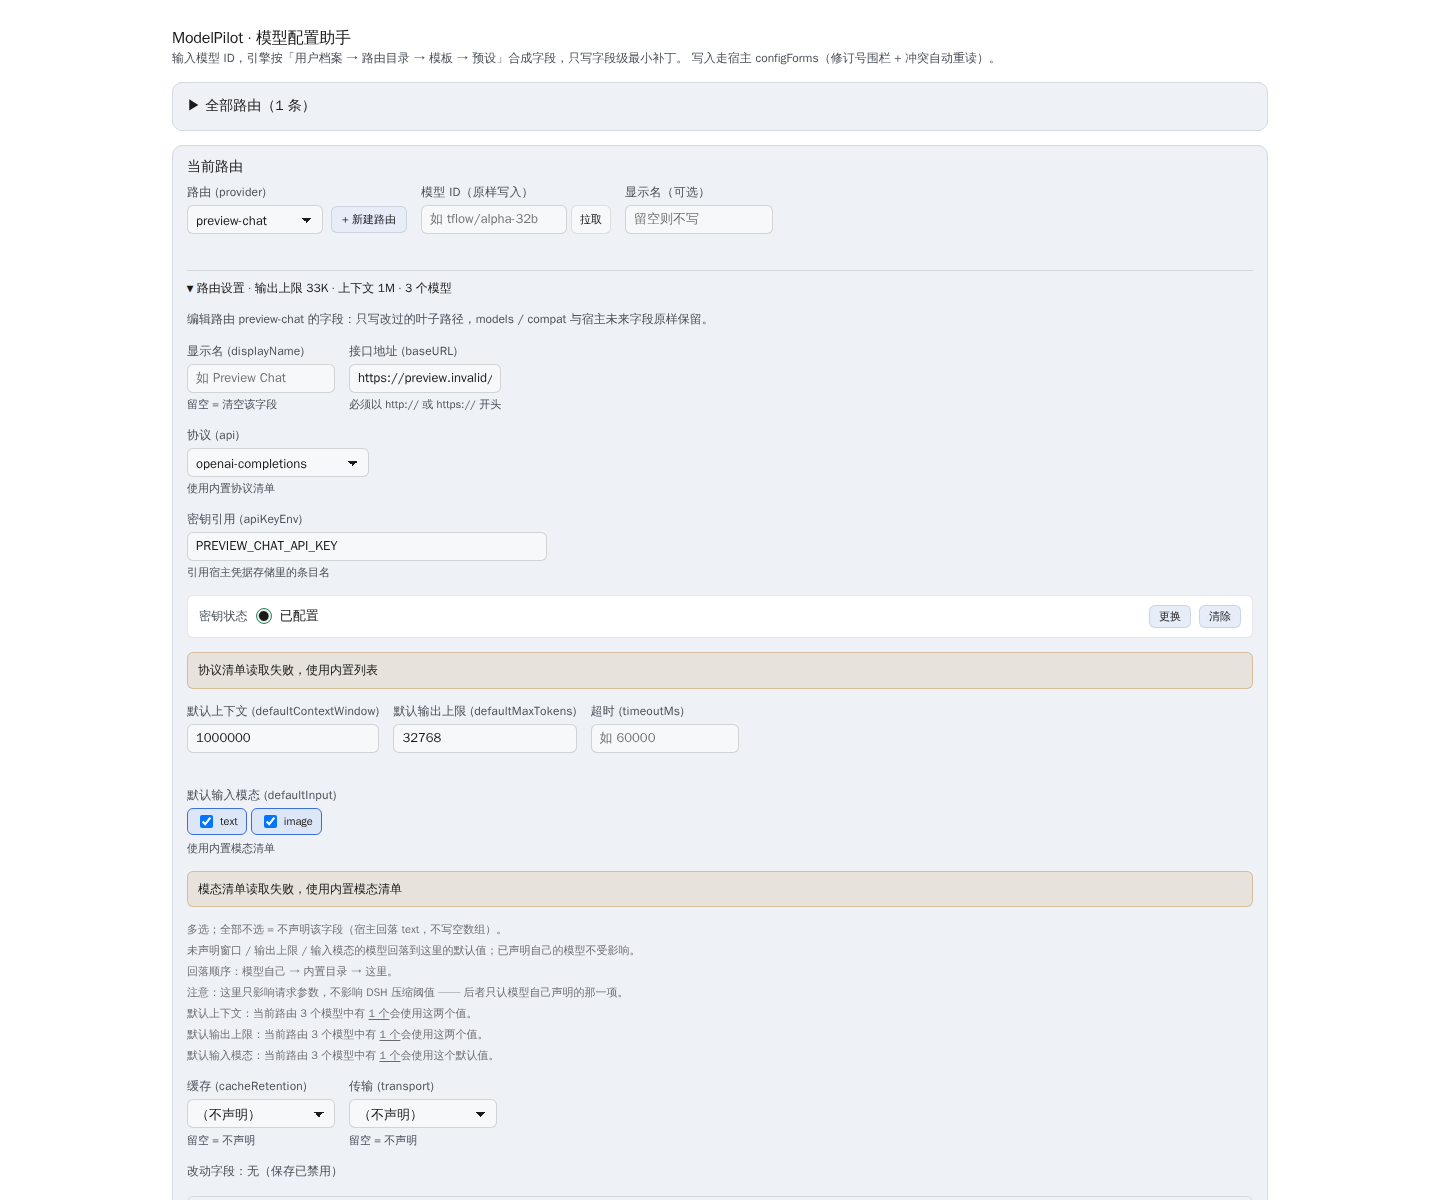 ModelPilot · 模型配置助手
输入模型 ID，引擎按「用户档案 → 路由目录 → 模板 → 预设」合成字段，只写字段级最小补丁。 写入走宿主 configForms（修订号围栏 + 冲突自动重读）。
▶ 全部路由（1 条）
当前路由
路由 (provider) 模型 ID（原样写入） 显示名（可选）
preview-chat + 新建路由 如 tflow/alpha-32b 拉取 留空则不写
▼ 路由设置 · 输出上限 33K · 上下文 1M · 3 个模型
编辑路由 preview-chat 的字段：只写改过的叶子路径，models / compat 与宿主未来字段原样保留。
显示名 (displayName) 接口地址 (baseURL)
如 Preview Chat https://preview.invalid/
留空 = 清空该字段 必须以 http:// 或 https:// 开头
协议 (api)
openai-completions
使用内置协议清单
密钥引用 (apiKeyEnv)
PREVIEW_CHAT_API_KEY
引用宿主凭据存储里的条目名
密钥状态 已配置 更换 清除
协议清单读取失败，使用内置列表
默认上下文 (defaultContextWindow) 默认输出上限 (defaultMaxTokens) 超时 (timeoutMs)
1000000 32768 如 60000
默认输入模态 (defaultInput)
text image
使用内置模态清单
模态清单读取失败，使用内置模态清单
多选；全部不选 = 不声明该字段（宿主回落 text，不写空数组）。
未声明窗口 / 输出上限 / 输入模态的模型回落到这里的默认值；已声明自己的模型不受影响。
回落顺序：模型自己 → 内置目录 → 这里。
注意：这里只影响请求参数，不影响 DSH 压缩阈值 —— 后者只认模型自己声明的那一项。
默认上下文：当前路由 3 个模型中有 1 个会使用这两个值。
默认输出上限：当前路由 3 个模型中有 1 个会使用这两个值。
默认输入模态：当前路由 3 个模型中有 1 个会使用这个默认值。
缓存 (cacheRetention) 传输 (transport)
（不声明） （不声明）
留空 = 不声明 留空 = 不声明
改动字段：无（保存已禁用）